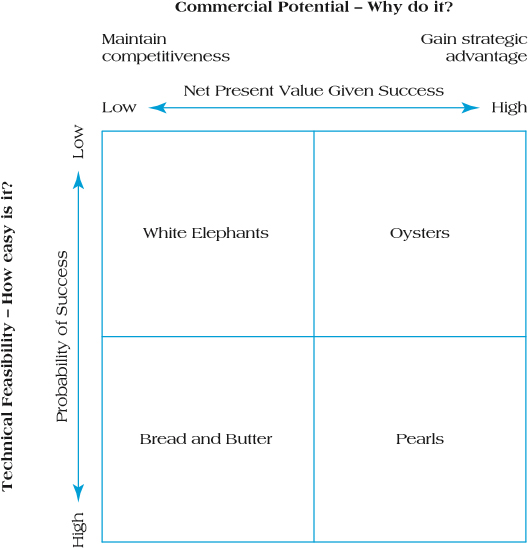 Commercial Potential – Why do it?
Maintain
competitiveness
Gain strategic
advantage
Net Present Value Given Success
Low
High
Technical Feasibility – How easy is it?
Probability of Success
Low
High
White Elephants
Oysters
Bread and Butter
Pearls